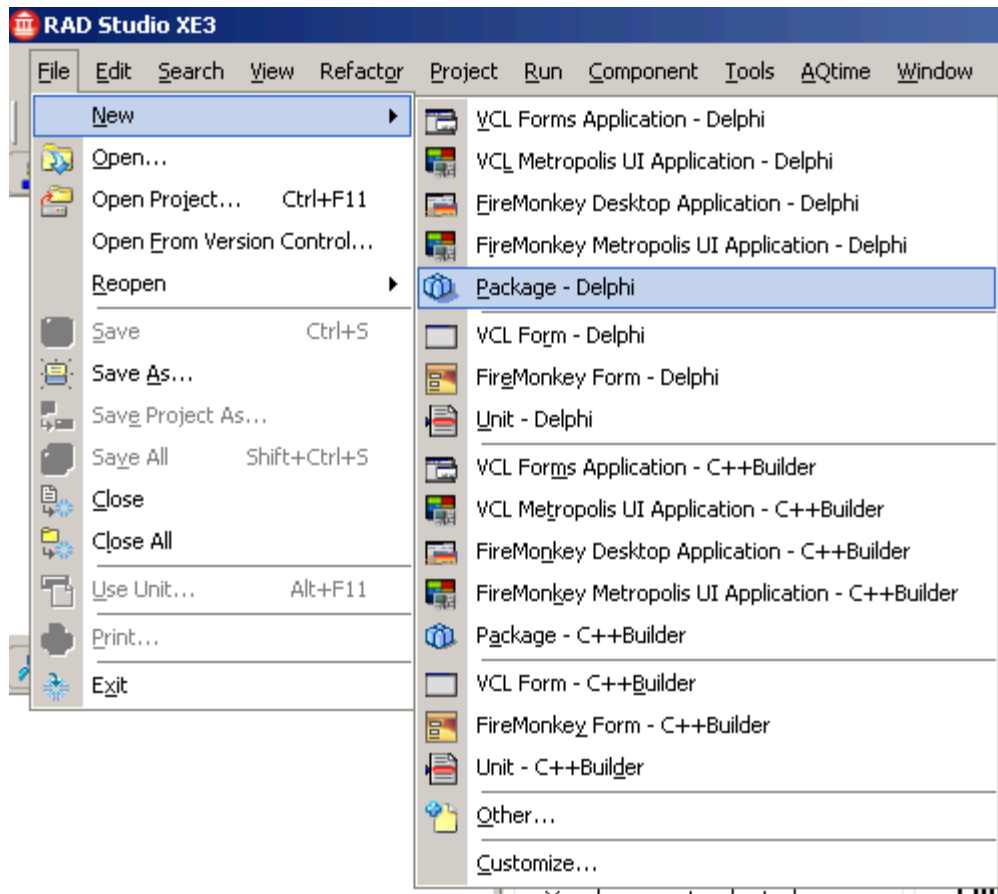 RAD Studio XE3
File Edit Search View Refactor Project Run Component Tools AQtime Window
New
Open...
Open Project... Ctrl+F11
Open From Version Control...
Reopen
Save Ctrl+S
Save As...
Save Project As...
Save All Shift+Ctrl+S
Close
Close All
Use Unit... Alt+F11
Print...
Exit
VCL Forms Application - Delphi
VCL Metropolis UI Application - Delphi
FireMonkey Desktop Application - Delphi
FireMonkey Metropolis UI Application - Delphi
Package - Delphi
VCL Form - Delphi
FireMonkey Form - Delphi
Unit - Delphi
VCL Forms Application - C++Builder
VCL Metropolis UI Application - C++Builder
FireMonkey Desktop Application - C++Builder
FireMonkey Metropolis UI Application - C++Builder
Package - C++Builder
VCL Form - C++Builder
FireMonkey Form - C++Builder
Unit - C++Builder
Other...
Customize...